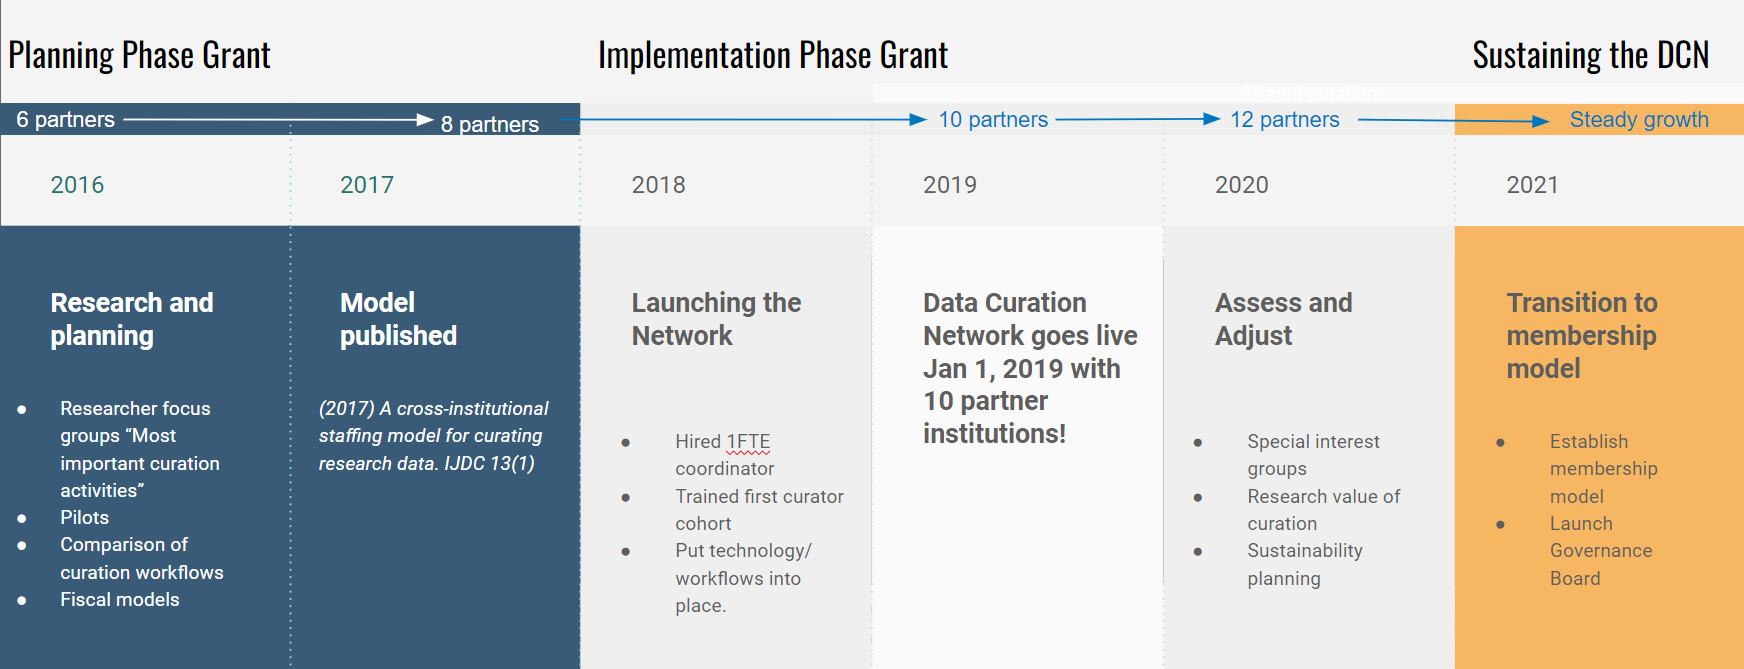 Planning Phase Grant
Implementation Phase Grant
Sustaining the DCN
Shared curation
6 partners
8 partners
10 partners
12 partners
Steady growth
2016
2017
2018
2019
2020
2021
Research and
planning
● Researcher focus
groups “Most
important curation
activities”
● Pilots
● Comparison of
curation workflows
● Fiscal models
Model
published
(2017) A cross-institutional
staffing model for curating
research data. IJDC 13(1)
Launching the
Network
● Hired 1FTE
coordinator
● Trained first curator
cohort
● Put technology/
workflows into
place.
Data Curation
Network goes live
Jan 1, 2019 with
10 partner
institutions!
Assess and
Adjust
● Special interest
groups
● Research value of
curation
● Sustainability
planning
Transition to
membership
model
● Establish
membership
model
● Launch
Governance
Board